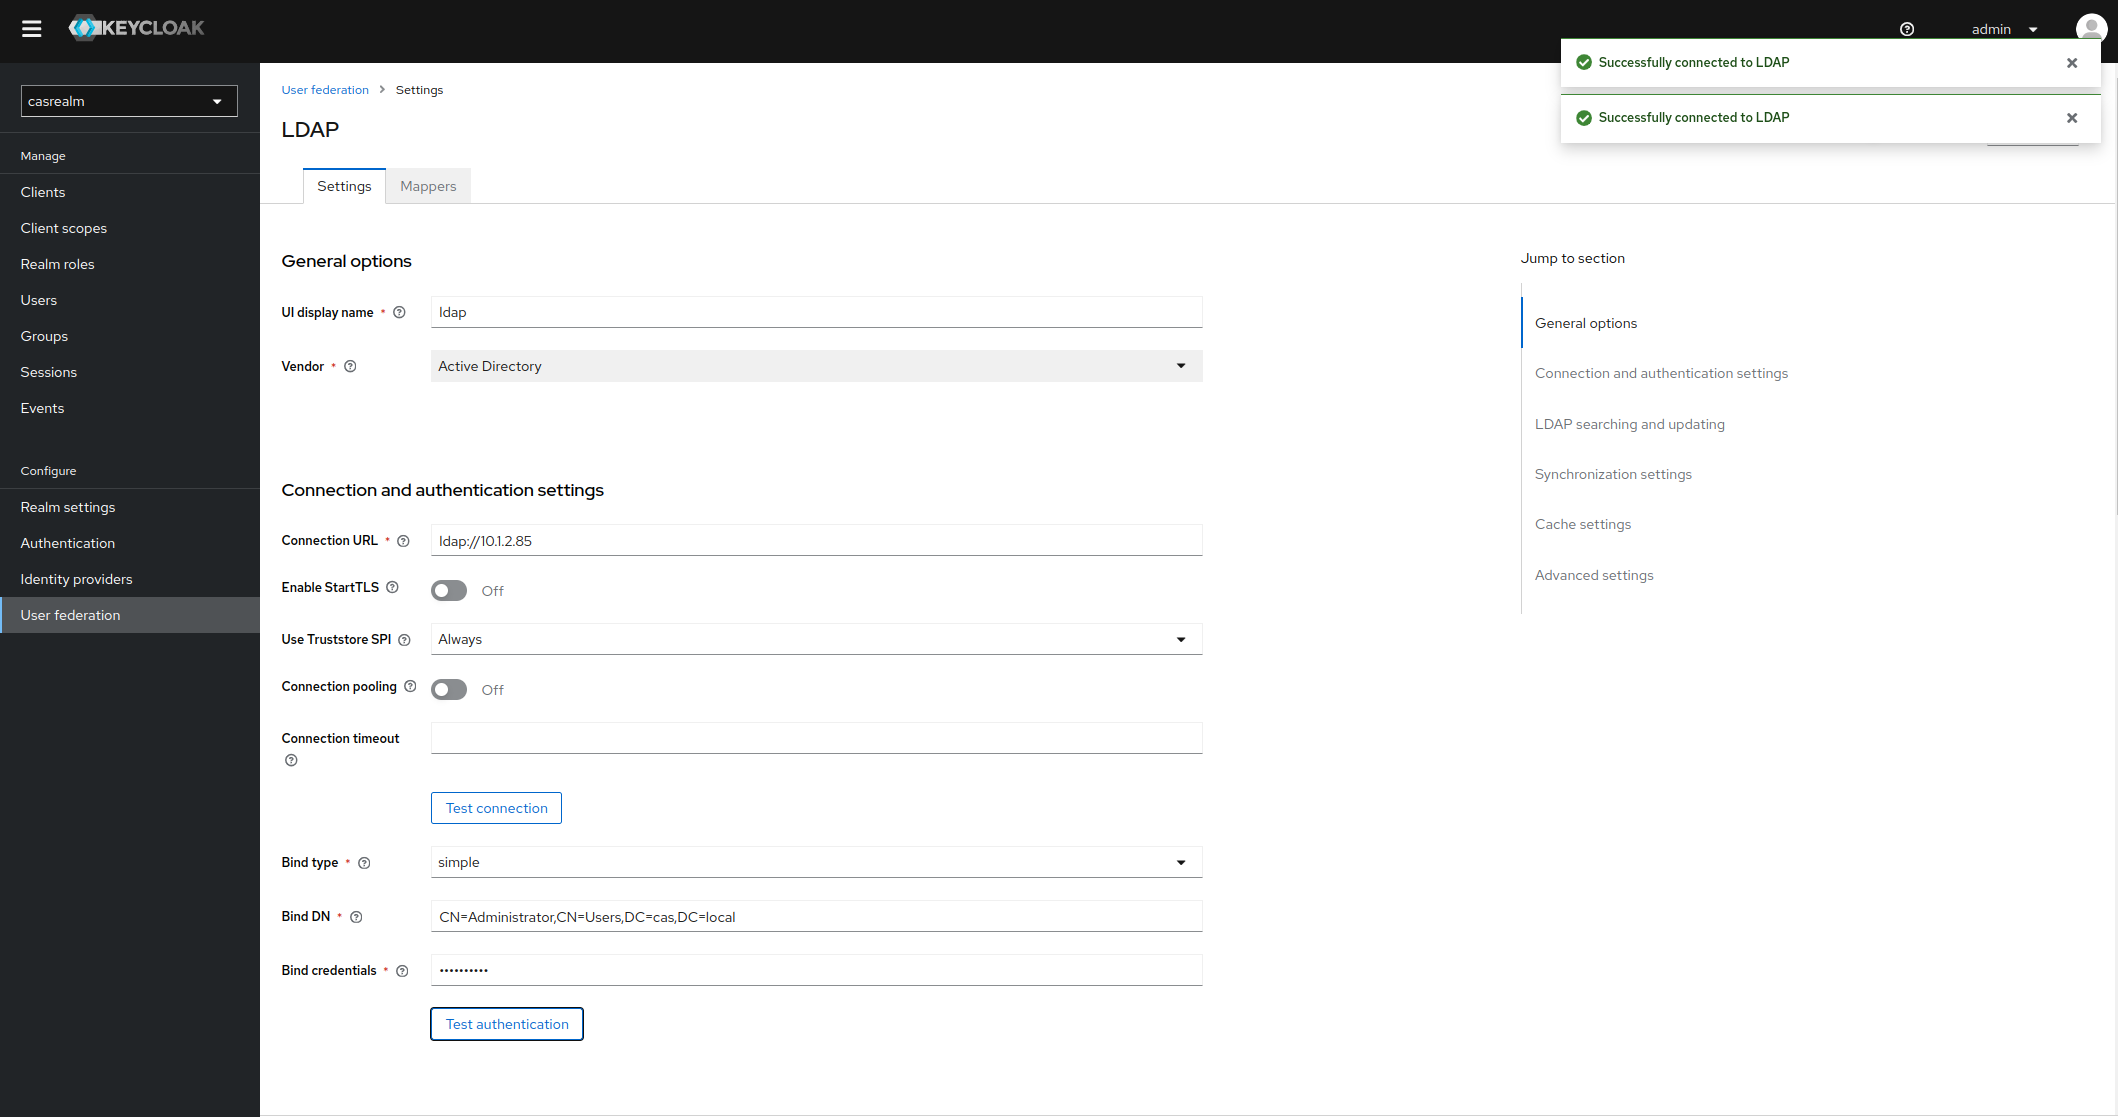 KEYCLOAK
admin
Successfully connected to LDAP
Successfully connected to LDAP
casrealm
Manage
Clients
Client scopes
Realm roles
Users
Groups
Sessions
Events
Configure
Realm settings
Authentication
Identity providers
User federation
User federation > Settings
LDAP
Settings Mappers
General options
UI display name * ldap
Vendor * Active Directory
Connection and authentication settings
Connection URL * ldap://10.1.2.85
Enable StartTLS Off
Use Truststore SPI Always
Connection pooling Off
Connection timeout
Test connection
Bind type * simple
Bind DN * CN=Administrator,CN=Users,DC=cas,DC=local
Bind credentials * ••••••••••
Test authentication
Jump to section
General options
Connection and authentication settings
LDAP searching and updating
Synchronization settings
Cache settings
Advanced settings